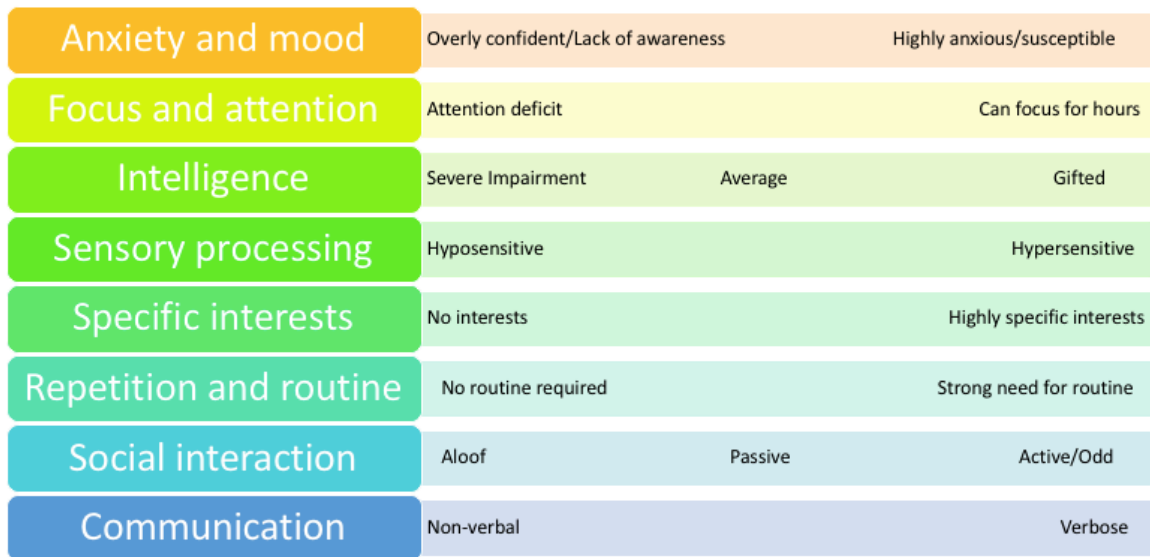 Anxiety and mood
Overly confident/Lack of awareness Highly anxious/susceptible
Focus and attention
Attention deficit Can focus for hours
Intelligence
Severe Impairment Average Gifted
Sensory processing
Hyposensitive Hypersensitive
Specific interests
No interests Highly specific interests
Repetition and routine
No routine required Strong need for routine
Social interaction
Aloof Passive Active/Odd
Communication
Non-verbal Verbose